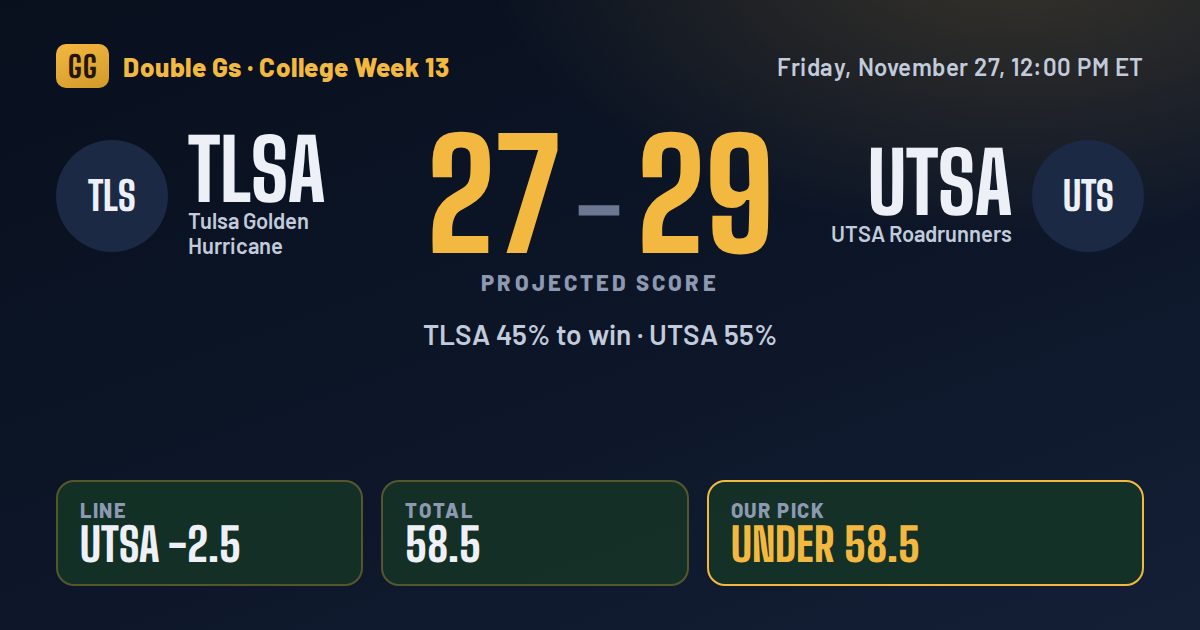 GG
Double Gs · College Week 13
Friday, November 27, 12:00 PM ET
TLS
TLSA
Tulsa Golden
Hurricane
27 – 29
PROJECTED SCORE
TLSA 45% to win · UTSA 55%
UTSA
UTSA Roadrunners
UTS
LINE
UTSA −2.5
TOTAL
58.5
OUR PICK
UNDER 58.5